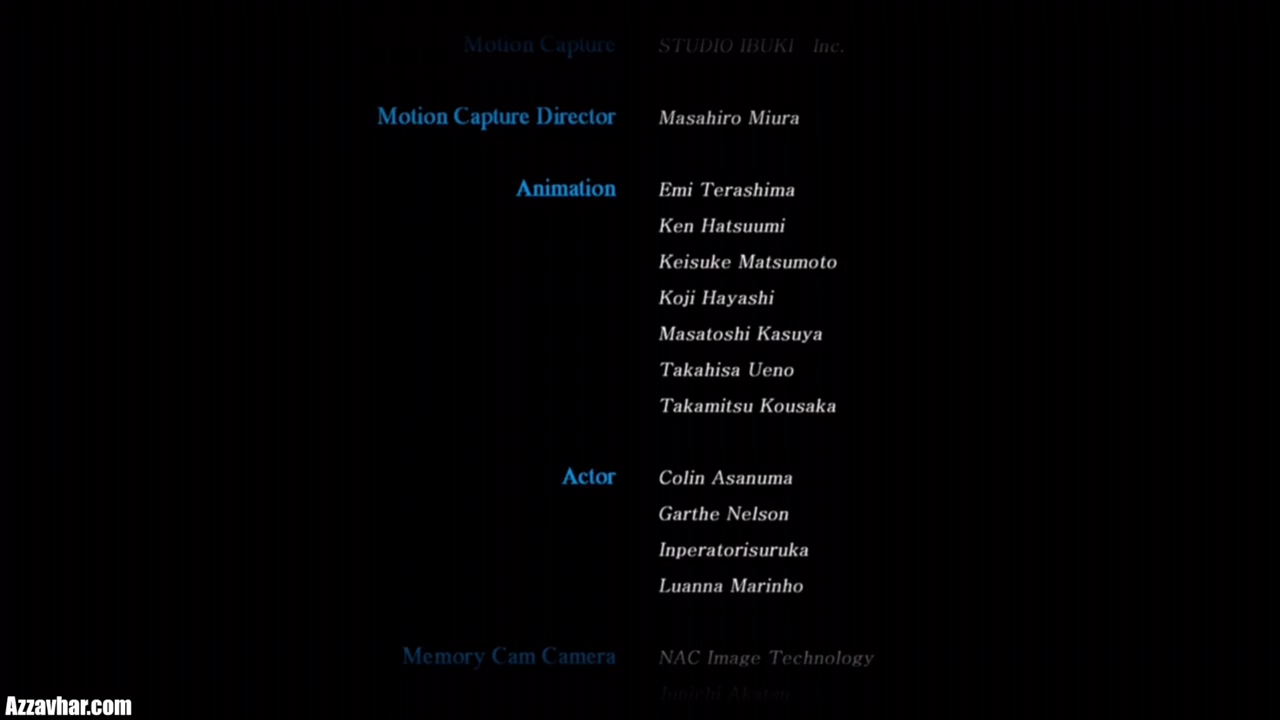 Motion Capture STUDIO IBUKI Inc.
Motion Capture Director Masahiro Miura
Animation Emi Terashima
Ken Hatsuumi
Keisuke Matsumoto
Koji Hayashi
Masatoshi Kasuya
Takahisa Ueno
Takamitsu Kousaka
Actor Colin Asanuma
Garthe Nelson
Inperatorisuruka
Luanna Marinho
Memory Cam Camera NAC Image Technology
Azzavhar.com